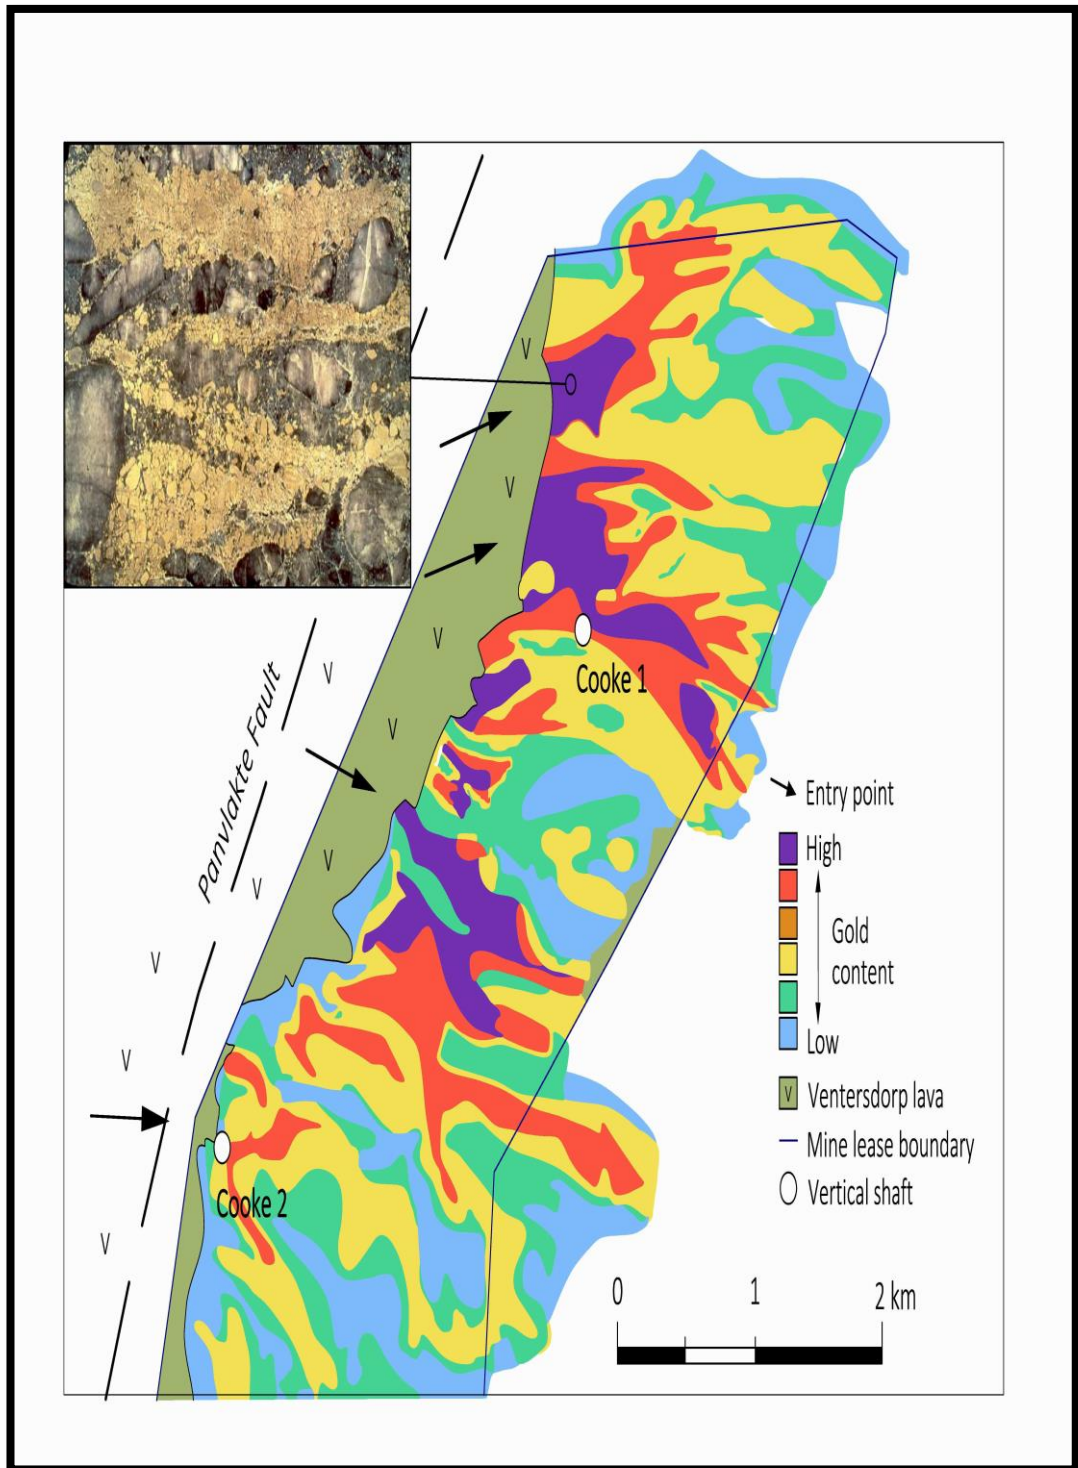 V
V
V
Cooke 1
Panvlakte Fault
V
V
V
V
Entry point
High
Gold
content
Low
V Ventersdorp lava
Mine lease boundary
Vertical shaft
V
V
Cooke 2
V
0 1 2 km